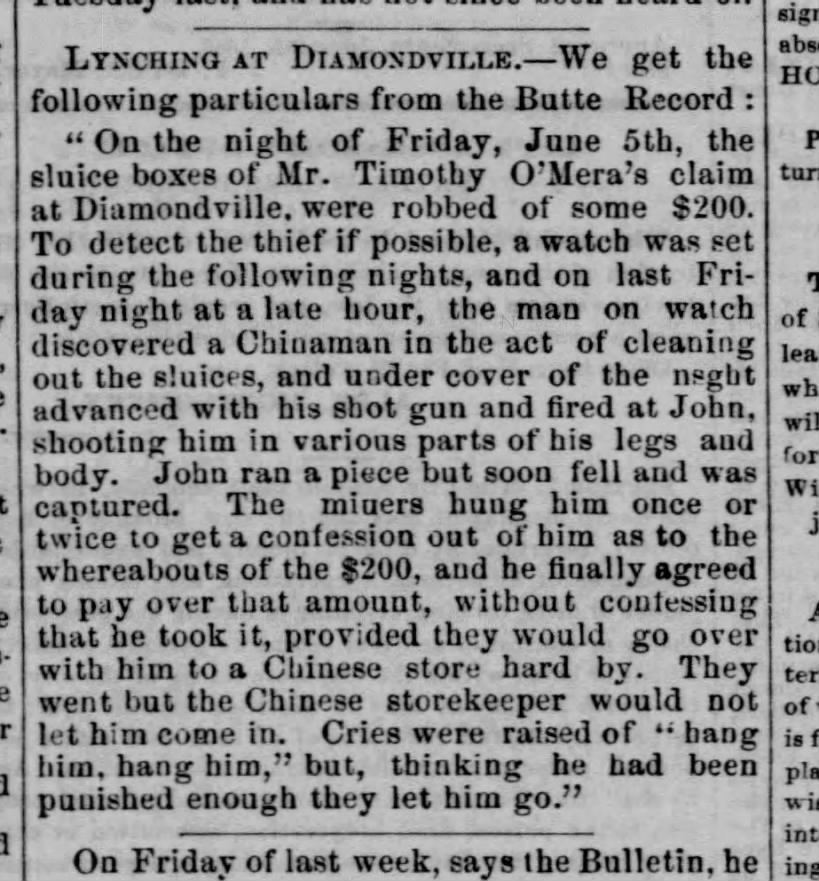 LYNCHING AT DIAMONDVILLE.—We get the
following particulars from the Butte Record :
“ On the night of Friday, June 5th, the
sluice boxes of Mr. Timothy O’Mera’s claim
at Diamondville, were robbed of some $200.
To detect the thief if possible, a watch was set
during the following nights, and on last Fri-
day night at a late hour, the man on watch
discovered a Chinaman in the act of cleaning
out the sluices, and under cover of the nsght
advanced with his shot gun and fired at John,
shooting him in various parts of his legs and
body. John ran a piece but soon fell and was
captured. The miners hung him once or
twice to get a confession out of him as to the
whereabouts of the $200, and he finally agreed
to pay over that amount, without confessing
that he took it, provided they would go over
with him to a Chinese store hard by. They
went but the Chinese storekeeper would not
let him come in. Cries were raised of “ hang
him, hang him,” but, thinking he had been
punished enough they let him go.”
On Friday of last week, says the Bulletin, he